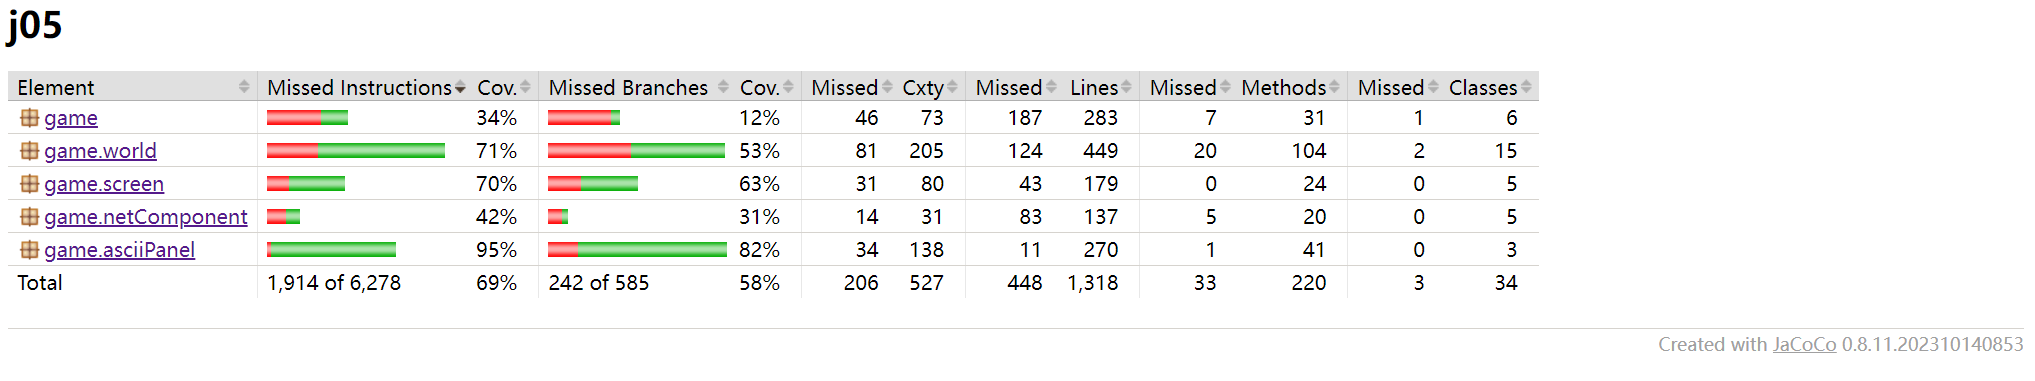 j05
Element Missed Instructions Cov. Missed Branches Cov. Missed Cxty Missed Lines Missed Methods Missed Classes
game 34% 12% 46 73 187 283 7 31 1 6
game.world 71% 53% 81 205 124 449 20 104 2 15
game.screen 70% 63% 31 80 43 179 0 24 0 5
game.netComponent 42% 31% 14 31 83 137 5 20 0 5
game.asciiPanel 95% 82% 34 138 11 270 1 41 0 3
Total 1,914 of 6,278 69% 242 of 585 58% 206 527 448 1,318 33 220 3 34
Created with JaCoCo 0.8.11.202310140853